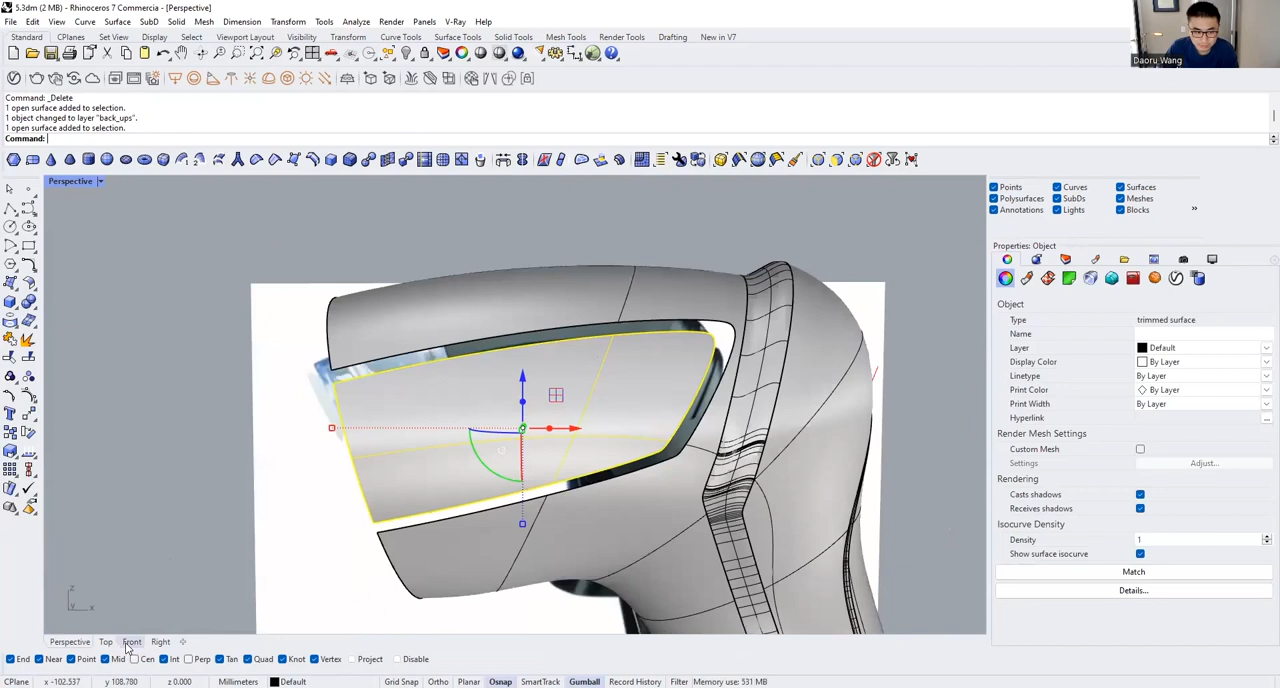 5.3dm (2 MB) - Rhinoceros 7 Commercia - [Perspective]
File Edit View Curve Surface SubD Solid Mesh Dimension Transform Tools Analyze Render Panels V-Ray Help
Standard CPlanes Set View Display Select Viewport Layout Visibility Transform Curve Tools Surface Tools Solid Tools Mesh Tools Render Tools Drafting New in V7
Daoru Wang
Command: _Delete
1 open surface added to selection.
1 object changed to layer "back_ups".
1 open surface added to selection.
Command:
Perspective
Points Curves Surfaces
Polysurfaces SubDs Meshes
Annotations Lights Blocks
»
Properties: Object
Object
Type trimmed surface
Name
Layer Default
Display Color By Layer
Linetype By Layer
Print Color By Layer
Print Width By Layer
Hyperlink ...
Render Mesh Settings
Custom Mesh
Settings Adjust...
Rendering
Casts shadows
Receives shadows
Isocurve Density
Density 1
Show surface isocurve
Match
Details...
z
y x
Perspective Top Front Right
End Near Point Mid Cen Int Perp Tan Quad Knot Vertex Project Disable
CPlane x -102.537 y 108.780 z 0.000 Millimeters Default Grid Snap Ortho Planar Osnap SmartTrack Gumball Record History Filter Memory use: 531 MB